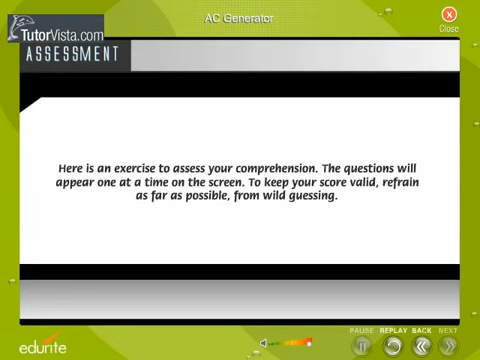 AC Generator
Close
TutorVista.com
ASSESSMENT
Here is an exercise to assess your comprehension. The questions will
appear one at a time on the screen. To keep your score valid, refrain
as far as possible, from wild guessing.
PAUSE REPLAY BACK NEXT
edurite